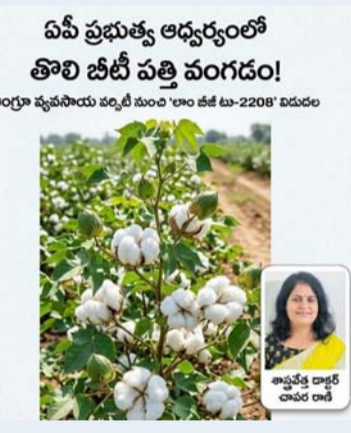 ఏపీ ప్రభుత్వ ఆధ్వర్యంలో
తొలి బీటీ పత్తి వంగడం!
వ్యవసాయ వర్సిటీ నుంచి 'లాం బీజీ టు-2208' విడుదల
శాస్త్రవేత్త డాక్టర్
చాపర రాణి